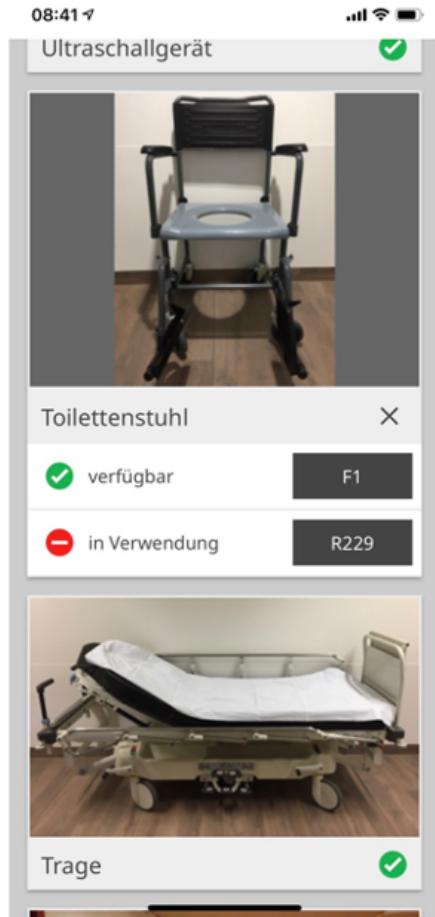 08:41
Ultraschallgerät
Toilettenstuhl
verfügbar F1
in Verwendung R229
Trage